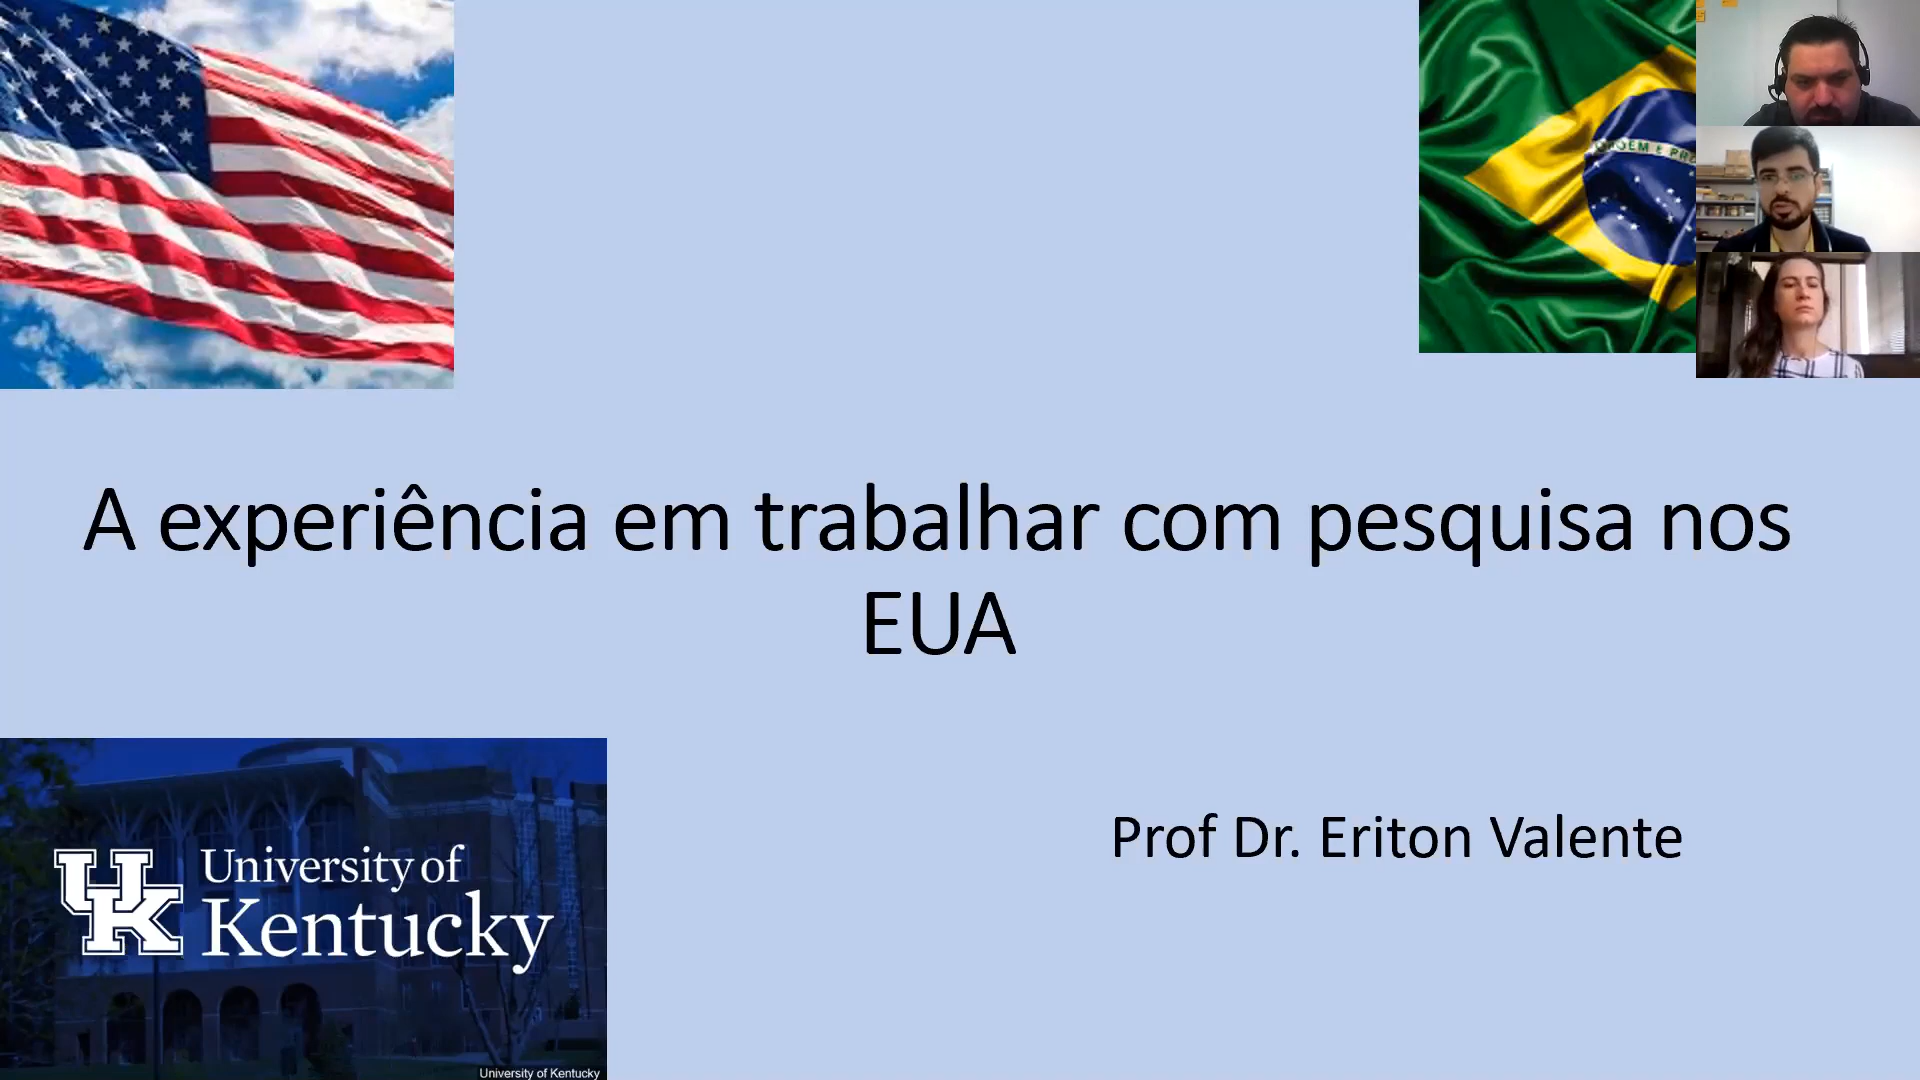 A experiência em trabalhar com pesquisa nos
EUA
University of
Kentucky
Prof Dr. Eriton Valente
University of Kentucky